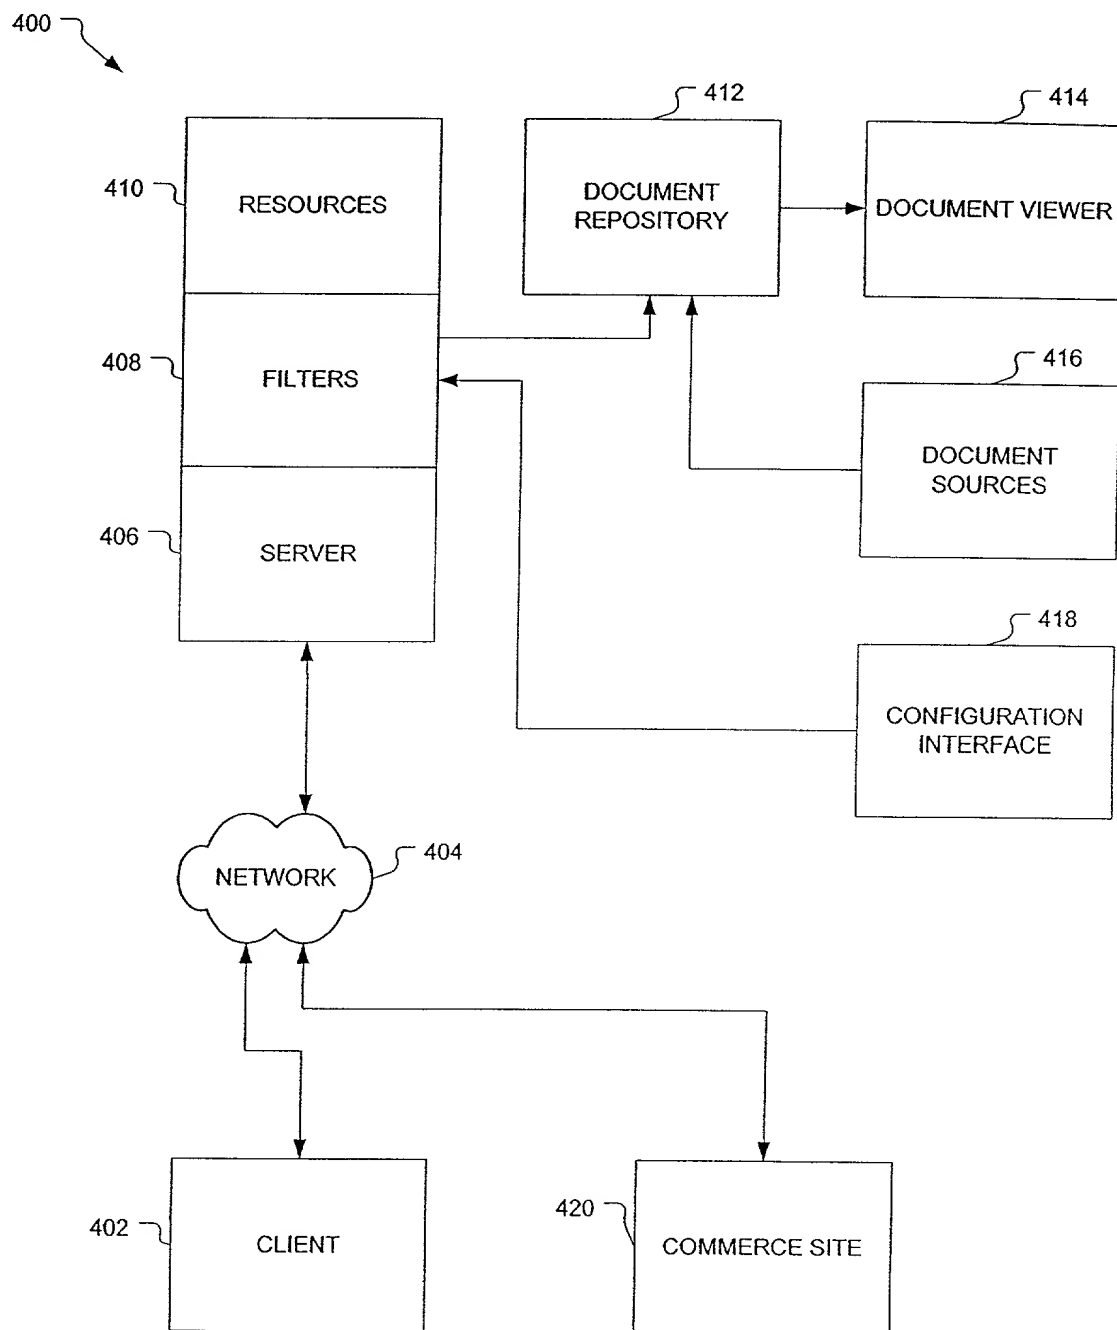 400
412
414
410
RESOURCES
DOCUMENT
REPOSITORY
DOCUMENT VIEWER
408
FILTERS
416
DOCUMENT
SOURCES
406
SERVER
418
CONFIGURATION
INTERFACE
NETWORK
404
402
CLIENT
420
COMMERCE SITE